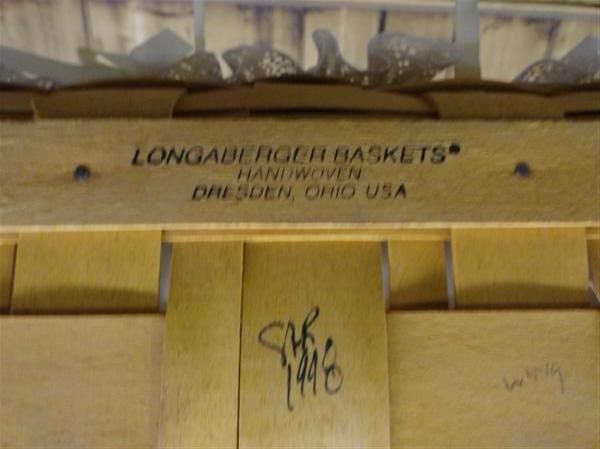 LONGABERGER BASKETS®
HANDWOVEN
DRESDEN, OHIO USA
1998